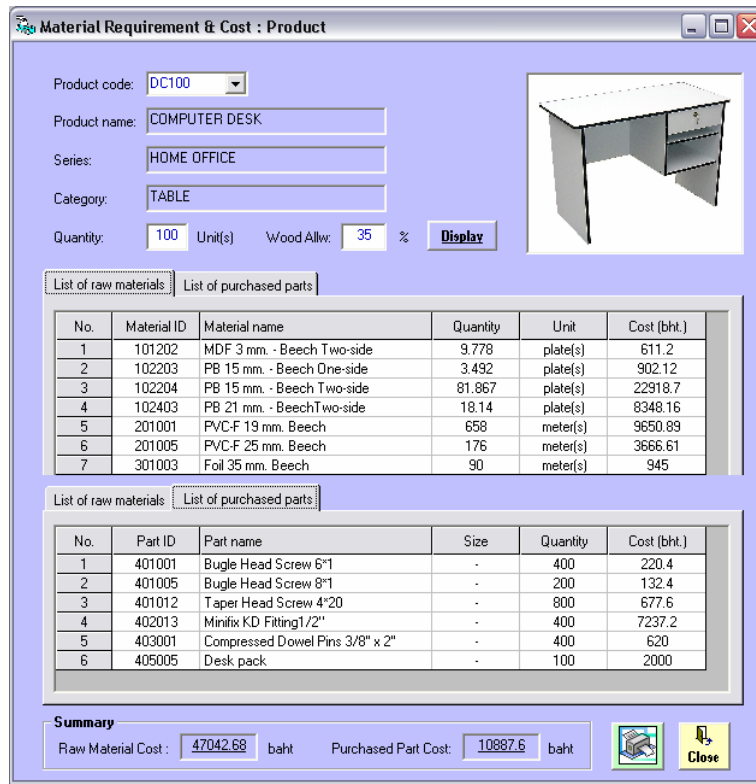 Material Requirement & Cost : Product
Product code: DC100
Product name: COMPUTER DESK
Series: HOME OFFICE
Category: TABLE
Quantity: 100 Unit(s) Wood Allw: 35 % Display
List of raw materials List of purchased parts
No. Material ID Material name Quantity Unit Cost (bht.)
1 101202 MDF 3 mm. - Beech Two-side 9.778 plate(s) 611.2
2 102203 PB 15 mm. - Beech One-side 3.492 plate(s) 902.12
3 102204 PB 15 mm. - Beech Two-side 81.867 plate(s) 22918.7
4 102403 PB 21 mm. - BeechTwo-side 18.14 plate(s) 8348.16
5 201001 PVC-F 19 mm. Beech 658 meter(s) 9650.89
6 201005 PVC-F 25 mm. Beech 176 meter(s) 3666.61
7 301003 Foil 35 mm. Beech 90 meter(s) 945
List of raw materials List of purchased parts
No. Part ID Part name Size Quantity Cost (bht.)
1 401001 Bugle Head Screw 6*1 - 400 220.4
2 401005 Bugle Head Screw 8*1 - 200 132.4
3 401012 Taper Head Screw 4*20 - 800 677.6
4 402013 Minifix KD Fitting1/2" - 400 7237.2
5 403001 Compressed Dowel Pins 3/8" x 2" - 400 620
6 405005 Desk pack - 100 2000
Summary
Raw Material Cost : 47042.68 baht Purchased Part Cost: 10887.6 baht
Close